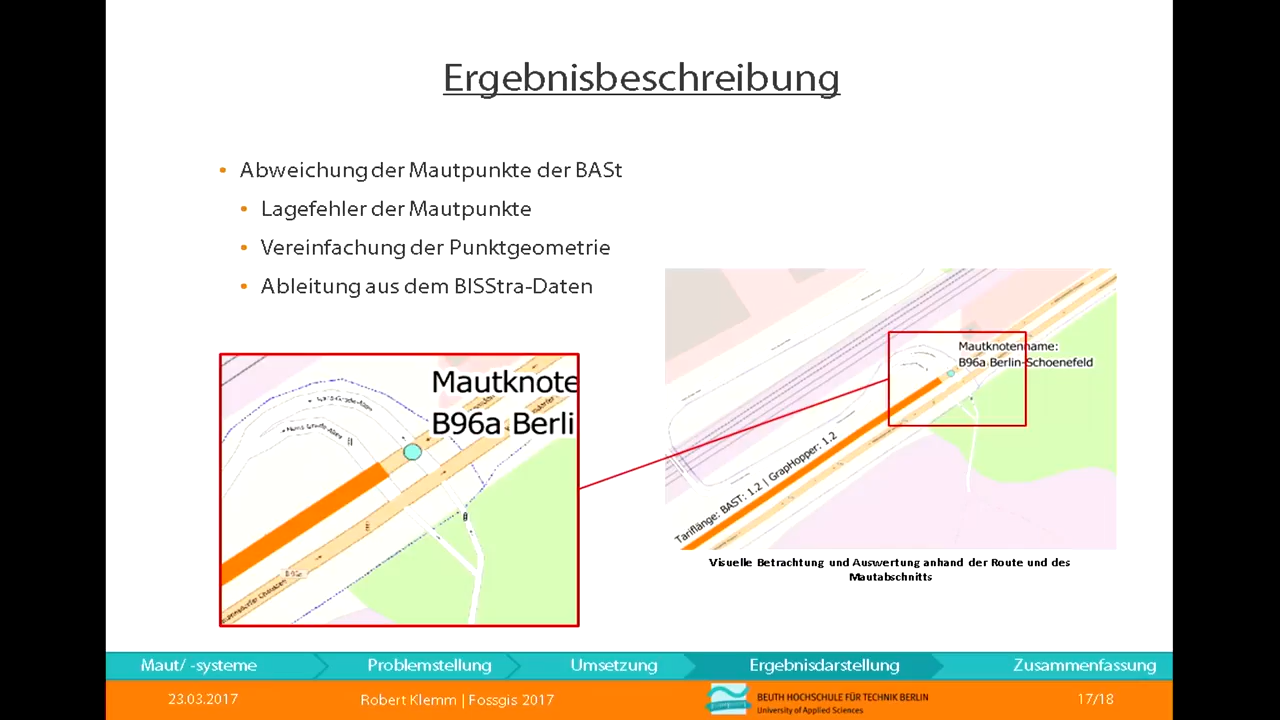 Ergebnisbeschreibung
• Abweichung der Mautpunkte der BASt
• Lagefehler der Mautpunkte
• Vereinfachung der Punktgeometrie
• Ableitung aus dem BISStra-Daten
Mautknote
B96a Berli
Mautknotenname:
B96a Berlin-Schoenefeld
Tariflänge: BAST: 1.2 | GrapHopper: 1.2
Visuelle Betrachtung und Auswertung anhand der Route und des
Mautabschnitts
Maut/ -systeme
Problemstellung
Umsetzung
Ergebnisdarstellung
Zusammenfassung
23.03.2017
Robert Klemm | Fossgis 2017
BEUTH HOCHSCHULE FÜR TECHNIK BERLIN
University of Applied Sciences
17/18